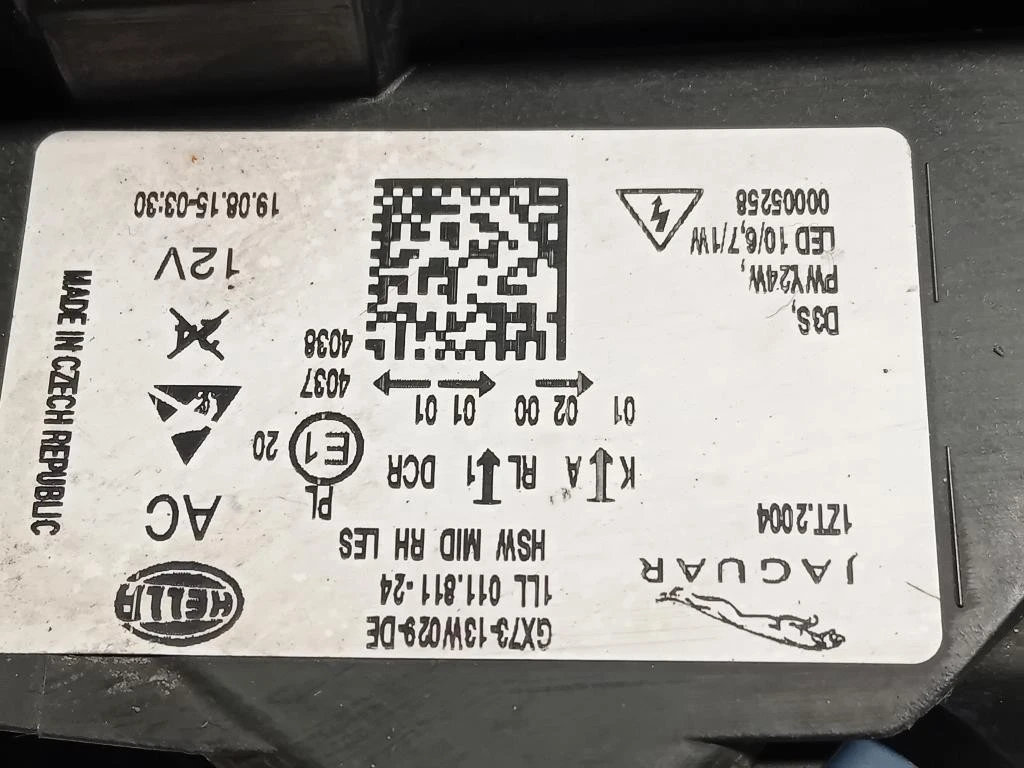 JAGUAR
1ZT.2004
GX73-13W029-DE
1LL 011.811-24
HSW MID RH LES
HELLA
AC
PL
E1
20
4037
4038
K A RL 1 DCR
01 02 00 01 01 01
D3S,
PWY24W,
LED 10/6,7/1W
00005258
12V
19.08.15-03:30
MADE IN CZECH REPUBLIC